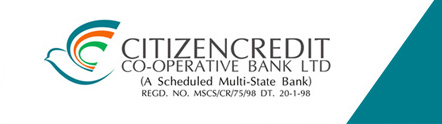 CITIZENCREDIT
CO-OPERATIVE BANK LTD
(A Scheduled Multi-State Bank)
REGD. NO. MSCS/CR/75/98 DT. 20-1-98